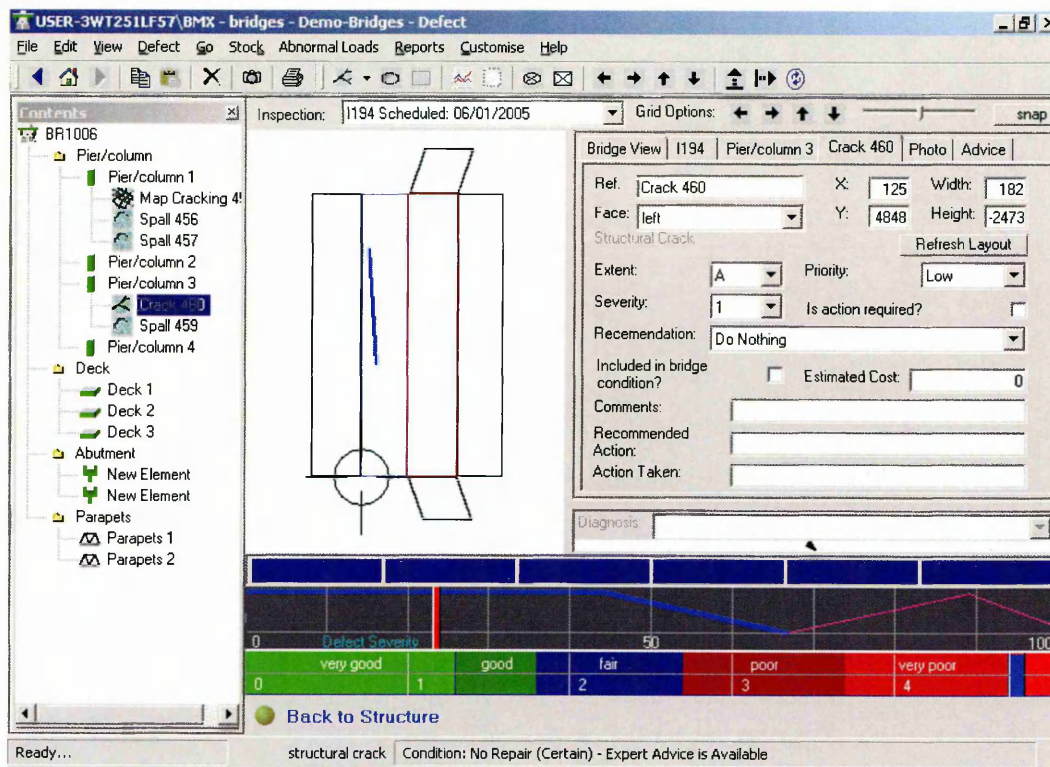 USER-3WT251LF57\BMX - bridges - Demo-Bridges - Defect
File Edit View Defect Go Stock Abnormal Loads Reports Customise Help
Contents
Inspection: I194 Scheduled: 06/01/2005 Grid Options: snap
BR1006
Pier/column
Pier/column 1
Map Cracking 4
Spall 456
Spall 457
Pier/column 2
Pier/column 3
Crack 460
Spall 459
Pier/column 4
Deck
Deck 1
Deck 2
Deck 3
Abutment
New Element
New Element
Parapets
Parapets 1
Parapets 2
Bridge View I194 Pier/column 3 Crack 460 Photo Advice
Ref. Crack 460 X: 125 Width: 182
Face: left Y: 4848 Height: -2473
Structural Crack Refresh Layout
Extent: A Priority: Low
Severity: 1 Is action required?
Recemendation: Do Nothing
Included in bridge condition? Estimated Cost: 0
Comments:
Recommended
Action:
Action Taken:
Diagnosis
0 Defect Severity 50 100
very good good fair poor very poor
0 1 2 3 4
Back to Structure
Ready... structural crack Condition: No Repair (Certain) - Expert Advice is Available